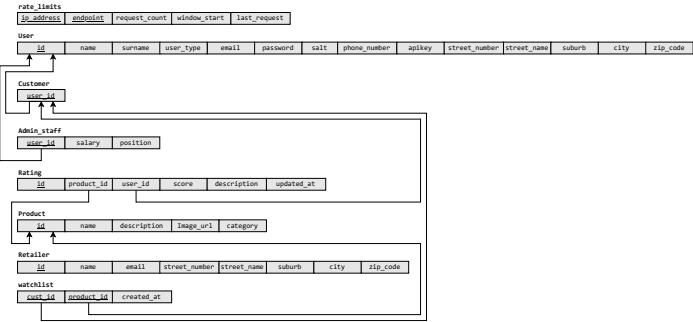 rate_limits
ip_address endpoint request_count window_start last_request
User
id name surname user_type email password salt phone_number apikey street_number street_name suburb city zip_code
Customer
user_id
Admin_staff
user_id salary position
Rating
id product_id user_id score description updated_at
Product
id name description Image_url category
Retailer
id name email street_number street_name suburb city zip_code
watchlist
cust_id product_id created_at